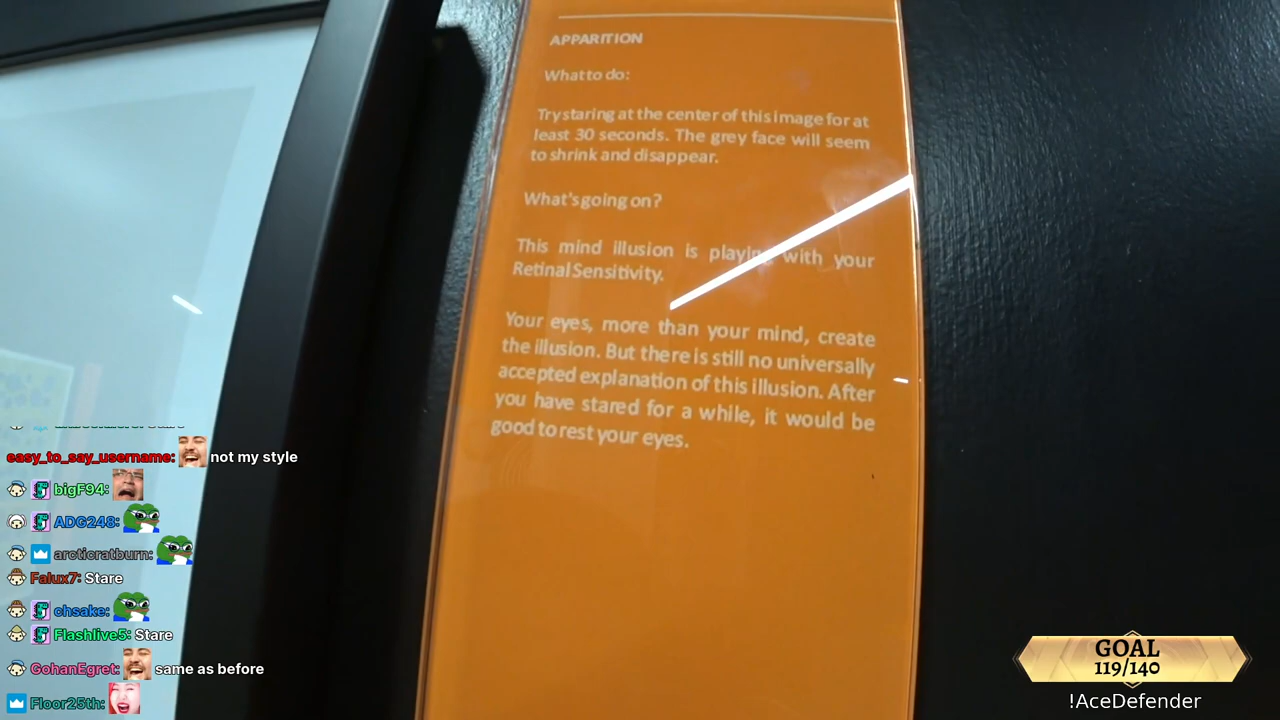 APPARITION
What to do:
Try staring at the center of this image for at
least 30 seconds. The grey face will seem
to shrink and disappear.
What's going on?
This mind illusion is playing with your
Retinal Sensitivity.
Your eyes, more than your mind, create
the illusion. But there is still no universally
accepted explanation of this illusion. After
you have stared for a while, it would be
good to rest your eyes.
easy_to_say_username: not my style
bigF94:
ADG248:
arcticratburn:
Falux7: Stare
chsake:
Flashlive5: Stare
GohanEgret: same as before
Floor25th:
GOAL
119/140
!AceDefender